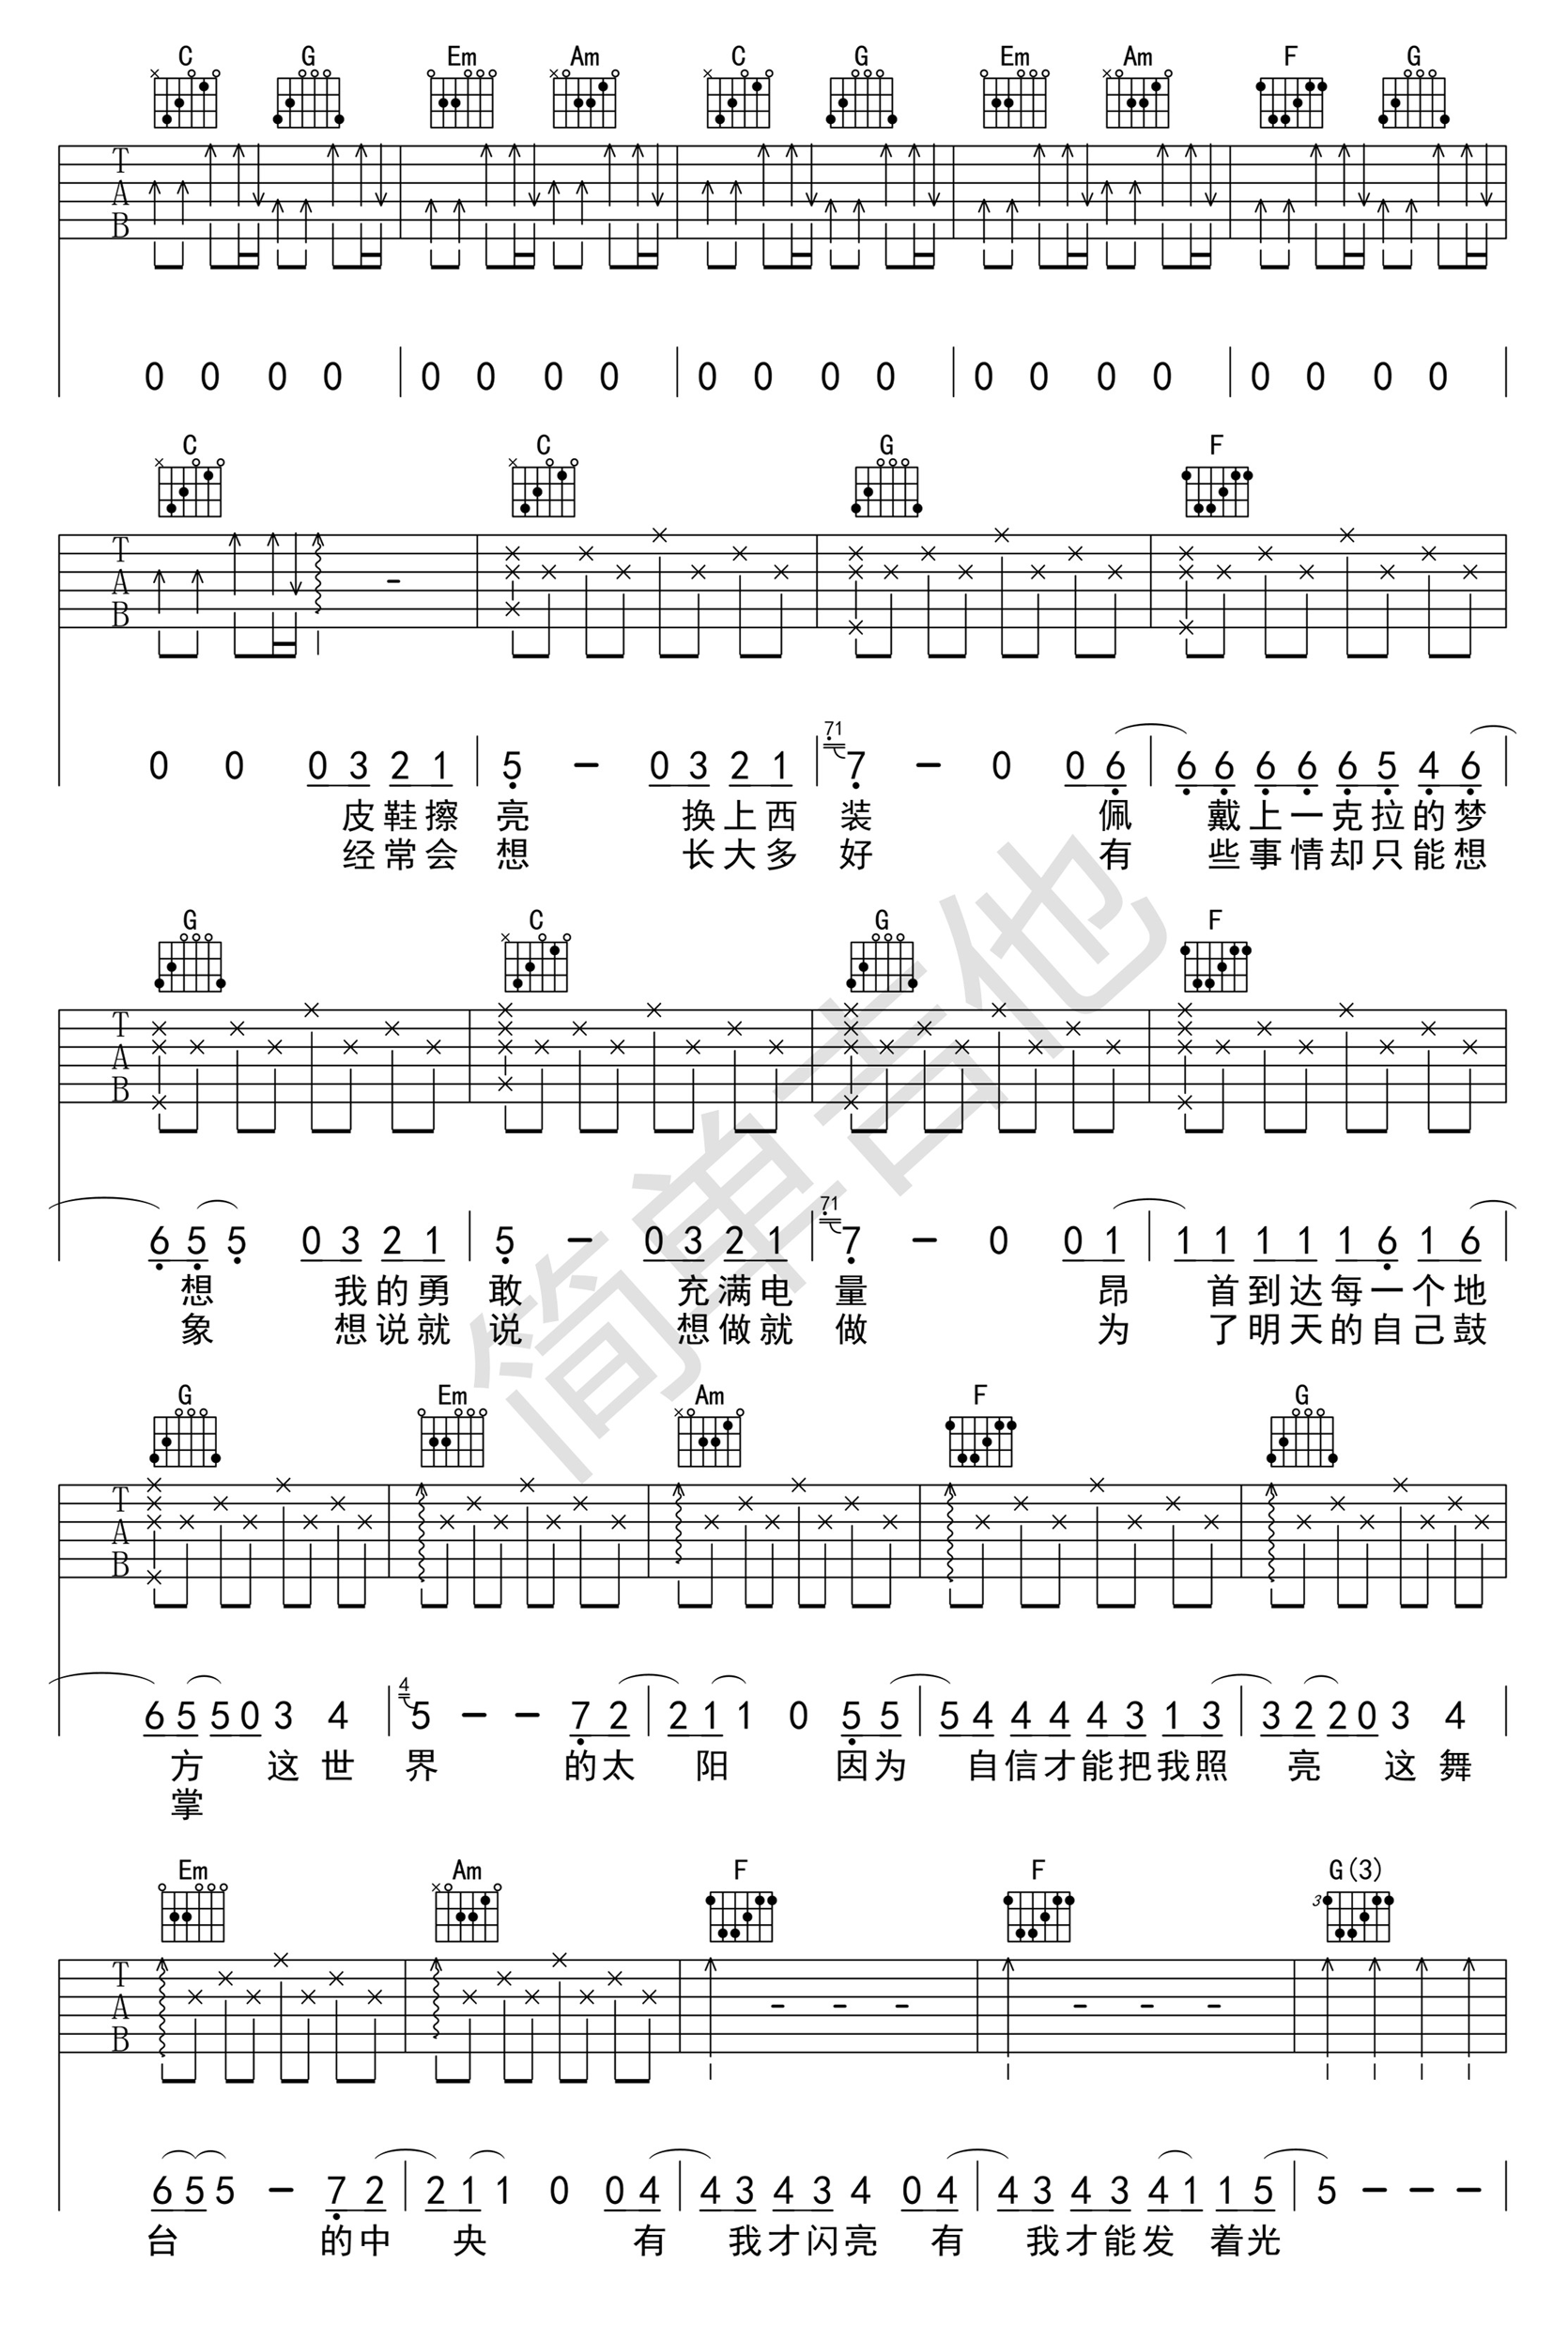 C G Em Am C G Em Am F G
T
A
B
0 0 0 0 0 0 0 0 0 0 0 0 0 0 0 0 0 0 0 0
C C G F
T
A
B
0 0 0 3 2 1 5 - 0 3 2 1 71 7 - 0 0 6 6 6 6 6 6 5 4 6
皮鞋擦亮 换上西装 佩戴上一克拉的梦
经常会想 长大多好 有些事情却只能想
G C G F
T
A
B
6 5 5 0 3 2 1 5 - 0 3 2 1 71 7 - 0 0 1 1 1 1 1 1 6 1 6
想 我的勇敢 充满电量 昂首到达每一个地
象 想说就说 想做就做 为了明天的自己鼓
简单吉他
G Em Am F G
T
A
B
6 5 5 0 3 4 4 5 - - 7 2 2 1 1 0 5 5 5 4 4 4 4 3 1 3 3 2 2 0 3 4
方 这世界 的太阳 因为自信才能把我照亮 这舞
掌
Em Am F F G(3)
3
T
A
B
6 5 5 - 7 2 2 1 1 0 0 4 4 3 4 3 4 0 4 4 3 4 3 4 1 1 5 5 - - -
台 的中央 有我才闪亮 有我才能发着光